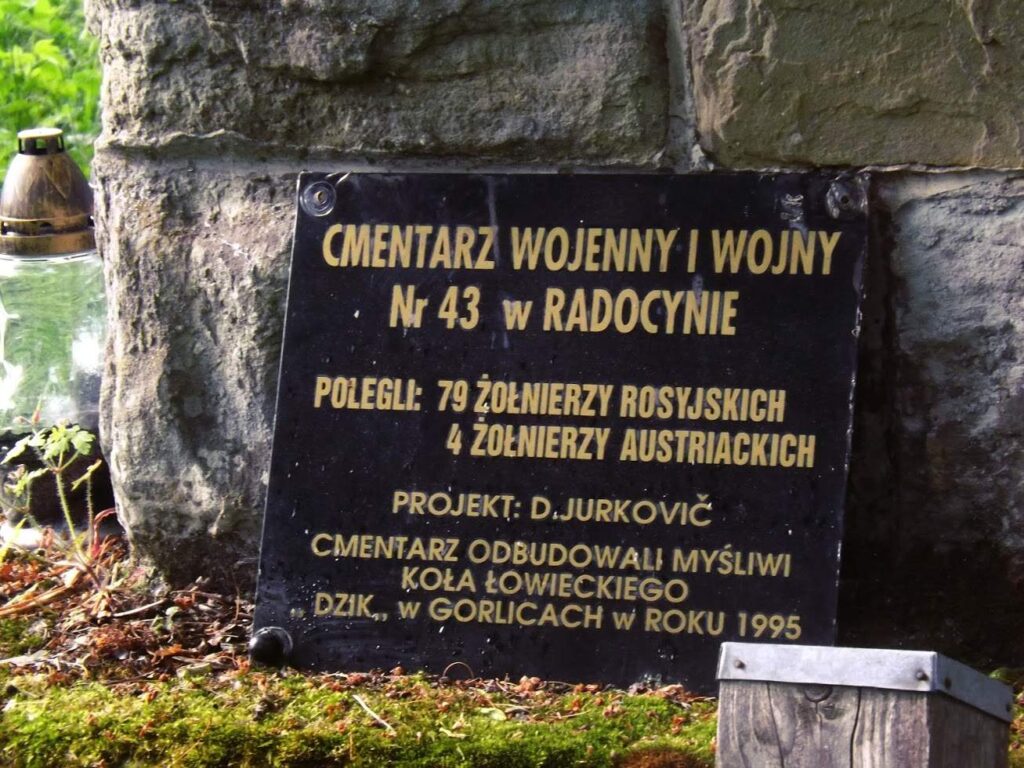 CMENTARZ WOJENNY I WOJNY
Nr 43 w RADOCYNIE
POLEGLI: 79 ŻOŁNIERZY ROSYJSKICH
4 ŻOŁNIERZY AUSTRIACKICH
PROJEKT: D.JURKOVIČ
CMENTARZ ODBUDOWALI MYŚLIWI
KOŁA ŁOWIECKIEGO
,, DZIK,, w GORLICACH w ROKU 1995